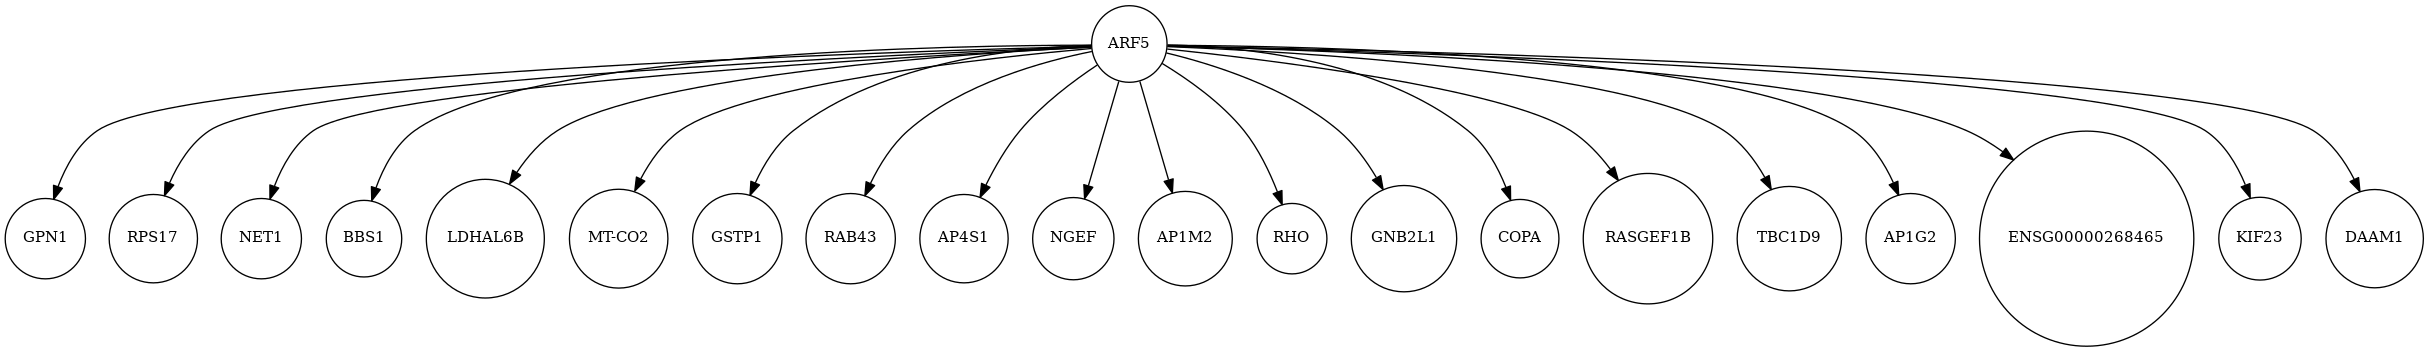 ARF5
GPN1
RPS17
NET1
BBS1
LDHAL6B
MT-CO2
GSTP1
RAB43
AP4S1
NGEF
AP1M2
RHO
GNB2L1
COPA
RASGEF1B
TBC1D9
AP1G2
ENSG00000268465
KIF23
DAAM1